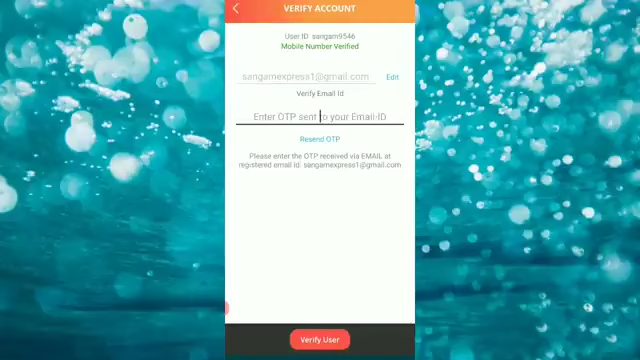 VERIFY ACCOUNT
User ID sangam9546
Mobile Number Verified
sangamexpress1@gmail.com Edit
Verify Email Id
Enter OTP sent to your Email-ID
Resend OTP
Please enter the OTP received via EMAIL at
registered email id. sangamexpress1@gmail.com
Verify User